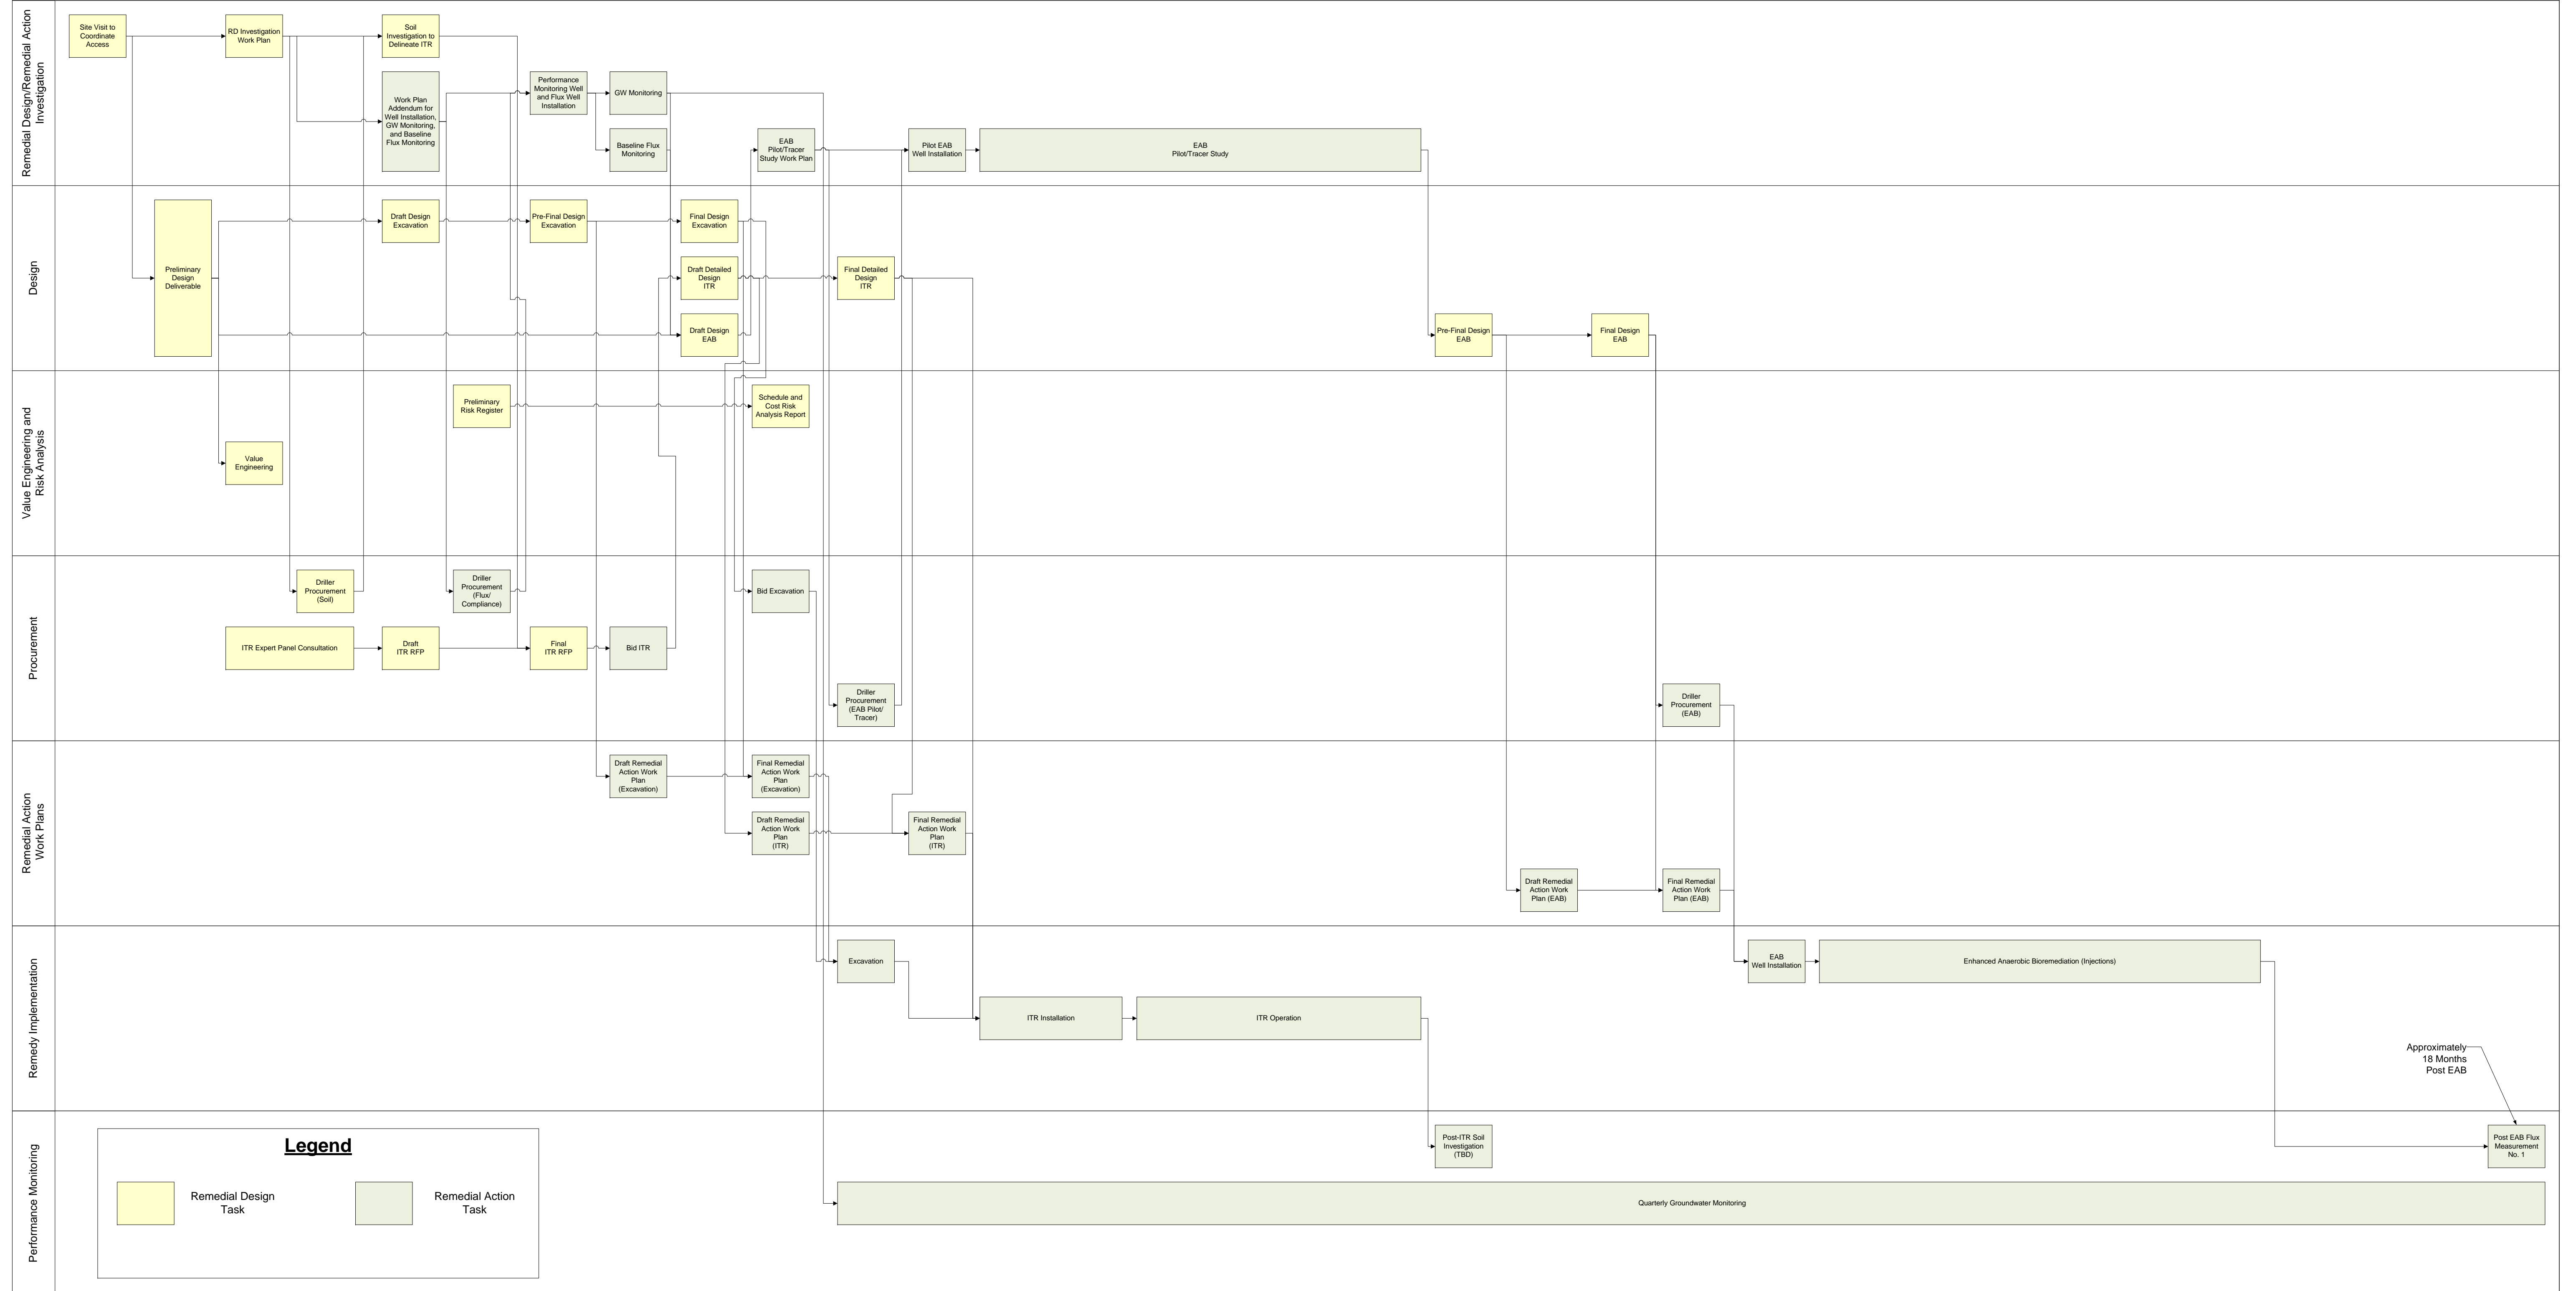 Remedial Design/Remedial Action
Investigation
Site Visit to
Coordinate
Access
RD Investigation
Work Plan
Soil
Investigation to
Delineate ITR
Work Plan
Addendum for
Well Installation,
GW Monitoring,
and Baseline
Flux Monitoring
Performance
Monitoring Well
and Flux Well
Installation
GW Monitoring
Baseline Flux
Monitoring
EAB
Pilot/Tracer
Study Work Plan
Pilot EAB
Well Installation
EAB
Pilot/Tracer Study
Design
Preliminary
Design
Deliverable
Draft Design
Excavation
Pre-Final Design
Excavation
Final Design
Excavation
Draft Detailed
Design
ITR
Final Detailed
Design
ITR
Draft Design
EAB
Pre-Final Design
EAB
Final Design
EAB
Value Engineering and
Risk Analysis
Preliminary
Risk Register
Schedule and
Cost Risk
Analysis Report
Value
Engineering
Procurement
Driller
Procurement
(Soil)
Driller
Procurement
(Flux/
Compliance)
Bid Excavation
ITR Expert Panel Consultation
Draft
ITR RFP
Final
ITR RFP
Bid ITR
Driller
Procurement
(EAB Pilot/
Tracer)
Driller
Procurement
(EAB)
Remedial Action
Work Plans
Draft Remedial
Action Work
Plan
(Excavation)
Final Remedial
Action Work
Plan
(Excavation)
Draft Remedial
Action Work
Plan
(ITR)
Final Remedial
Action Work
Plan
(ITR)
Draft Remedial
Action Work
Plan (EAB)
Final Remedial
Action Work
Plan (EAB)
Remedy Implementation
Excavation
EAB
Well Installation
Enhanced Anaerobic Bioremediation (Injections)
ITR Installation
ITR Operation
Approximately
18 Months
Post EAB
Performance Monitoring
Post-ITR Soil
Investigation
(TBD)
Post EAB Flux
Measurement
No. 1
Quarterly Groundwater Monitoring
Legend
Remedial Design
Task
Remedial Action
Task